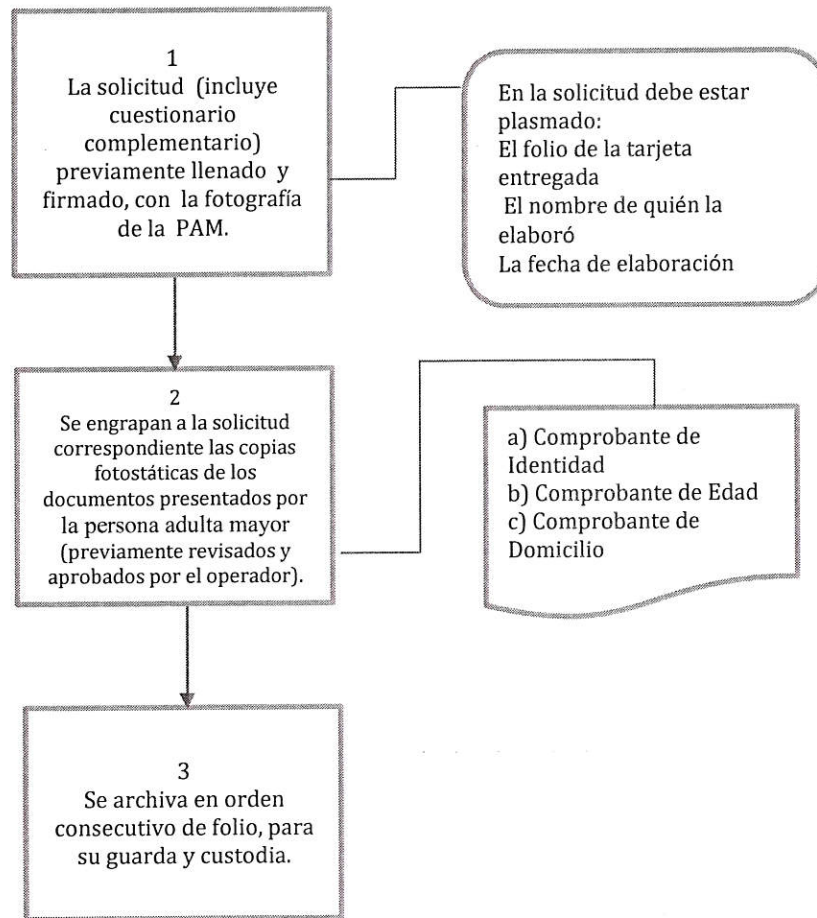 1
La solicitud (incluye
cuestionario
complementario)
previamente llenado y
firmado, con la fotografía
de la PAM.
En la solicitud debe estar
plasmado:
El folio de la tarjeta
entregada
El nombre de quién la
elaboró
La fecha de elaboración
2
Se engrapan a la solicitud
correspondiente las copias
fotostáticas de los
documentos presentados por
la persona adulta mayor
(previamente revisados y
aprobados por el operador).
a) Comprobante de
Identidad
b) Comprobante de Edad
c) Comprobante de
Domicilio
3
Se archiva en orden
consecutivo de folio, para
su guarda y custodia.